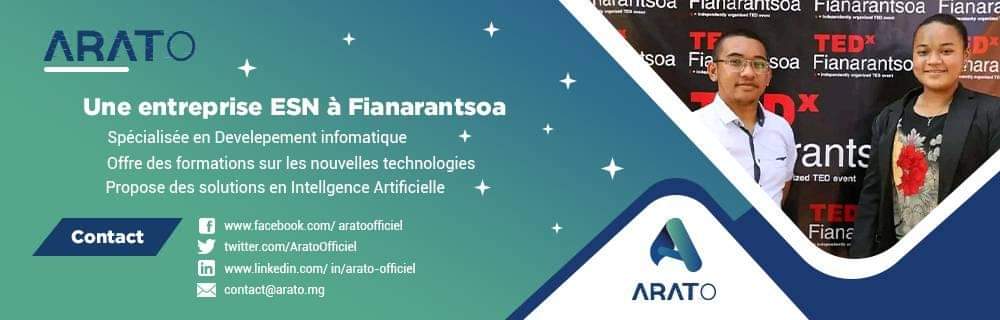 ARATO
Une entreprise ESN à Fianarantsoa
Spécialisée en Develepement infomatique
Offre des formations sur les nouvelles technologies
Propose des solutions en Intellgence Artificielle
Contact
www.facebook.com/ aratoofficiel
twitter.com/AratoOfficiel
www.linkedin.com/ in/arato-officiel
contact@arato.mg
ARATO
Fianarantsoa
TEDx
Fianarantsoa
TEDx
TEDx